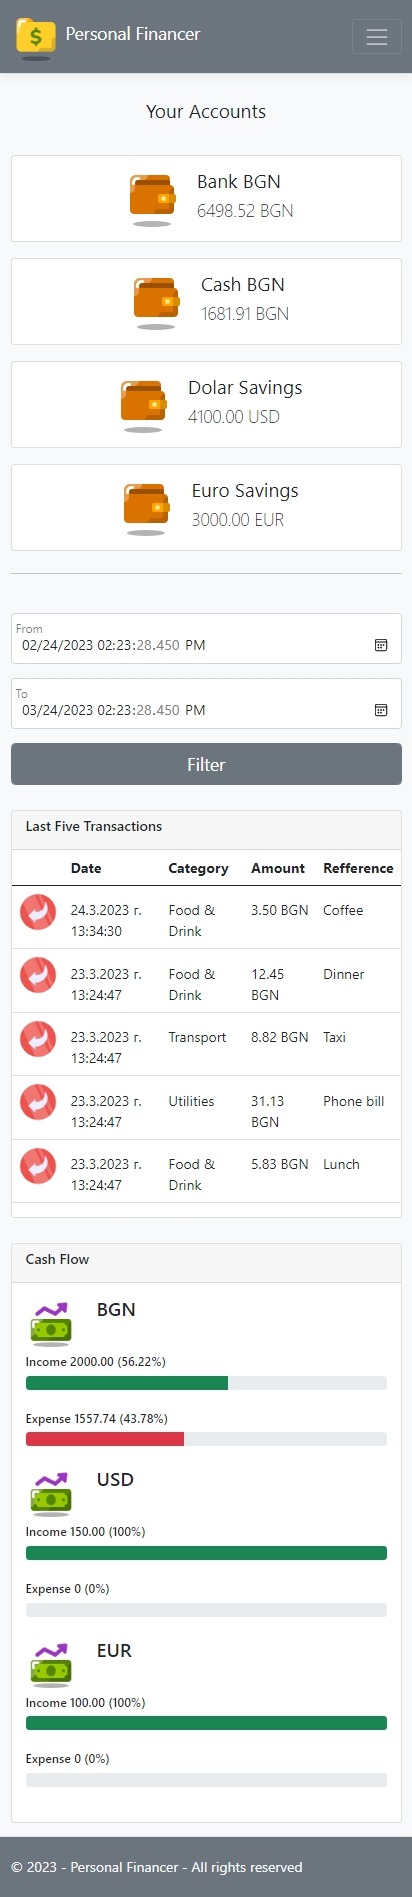 Personal Financer
Your Accounts
Bank BGN
6498.52 BGN
Cash BGN
1681.91 BGN
Dolar Savings
4100.00 USD
Euro Savings
3000.00 EUR
From
02/24/2023 02:23:28.450 PM
To
03/24/2023 02:23:28.450 PM
Filter
Last Five Transactions
Date Category Amount Refference
24.3.2023 г. Food & 3.50 BGN Coffee
13:34:30 Drink
23.3.2023 г. Food & 12.45 Dinner
13:24:47 Drink BGN
23.3.2023 г. Transport 8.82 BGN Taxi
13:24:47
23.3.2023 г. Utilities 31.13 Phone bill
13:24:47 BGN
23.3.2023 г. Food & 5.83 BGN Lunch
13:24:47 Drink
Cash Flow
BGN
Income 2000.00 (56.22%)
Expense 1557.74 (43.78%)
USD
Income 150.00 (100%)
Expense 0 (0%)
EUR
Income 100.00 (100%)
Expense 0 (0%)
© 2023 - Personal Financer - All rights reserved